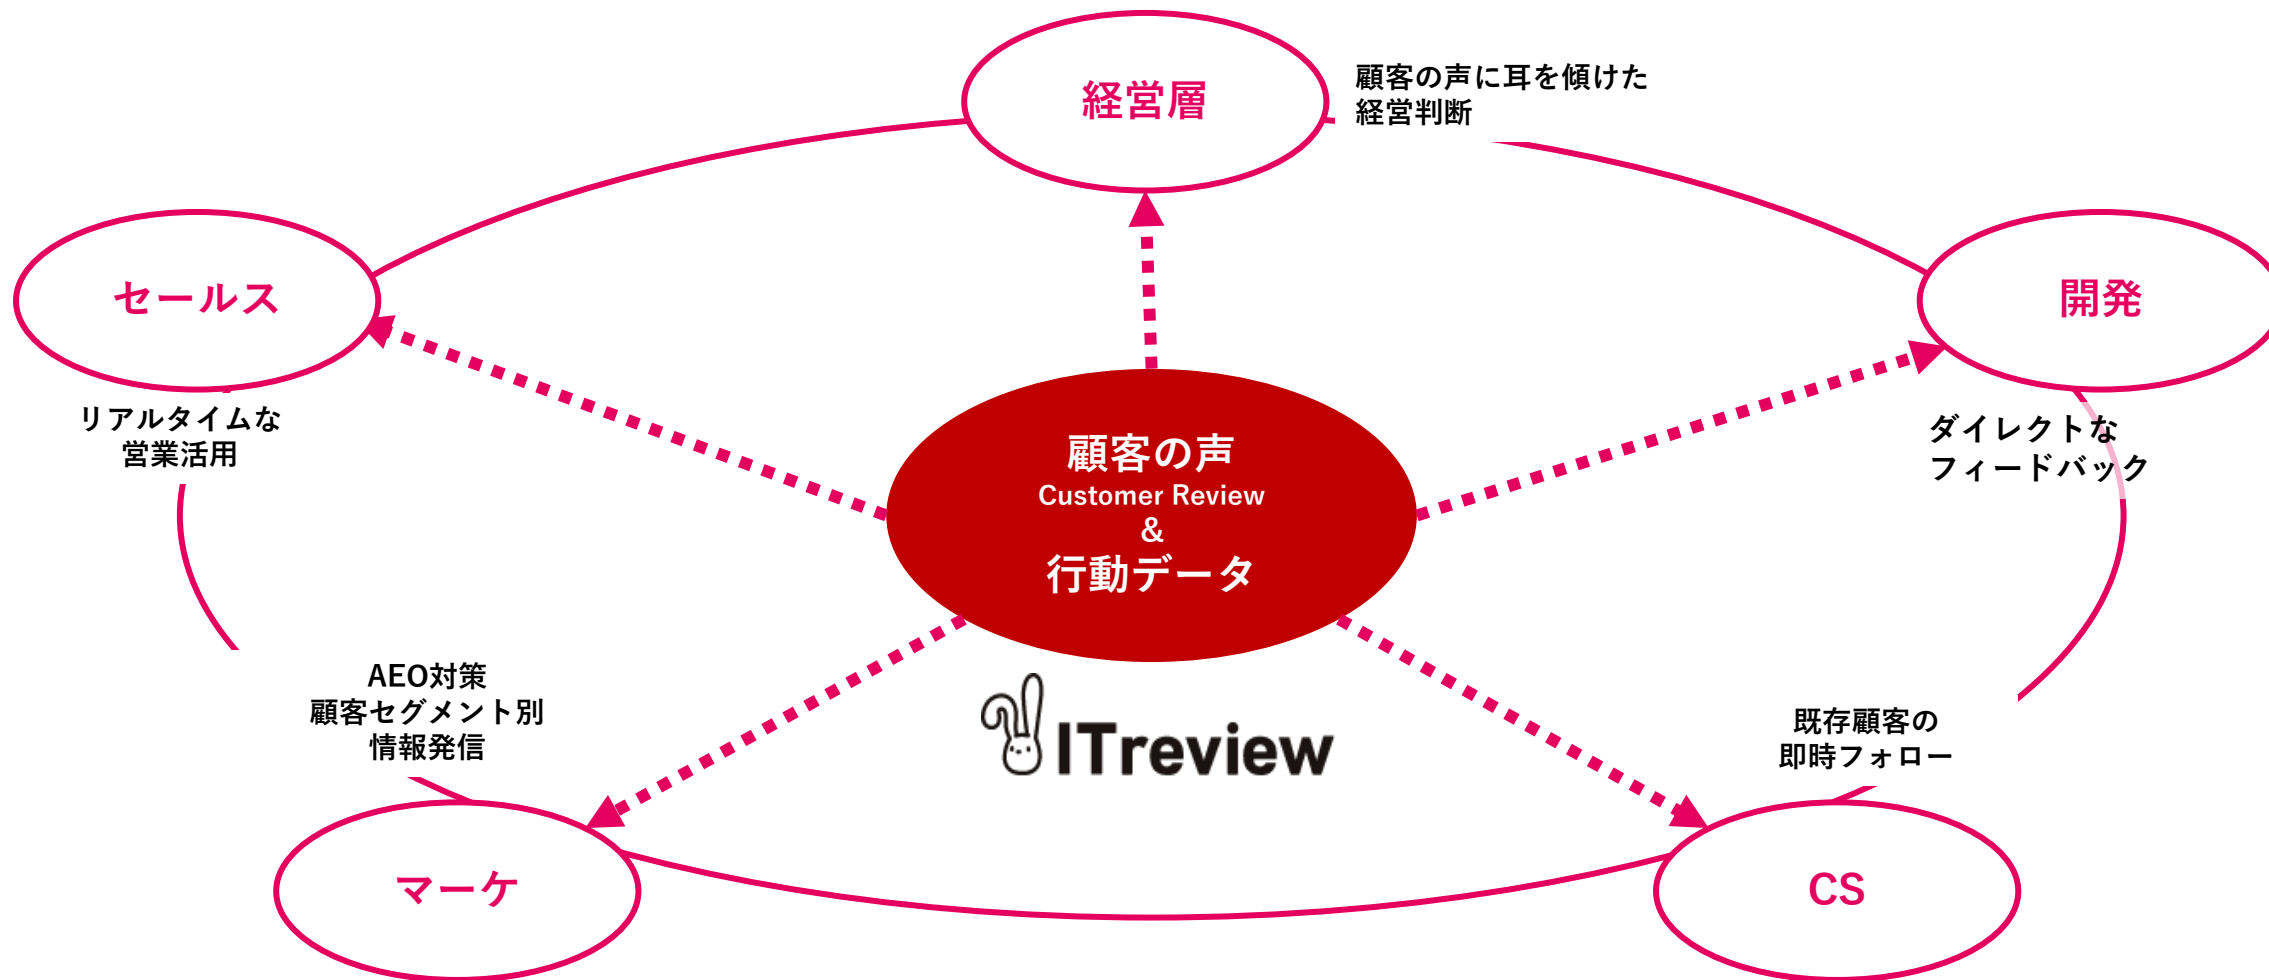 経営層
顧客の声に耳を傾けた
経営判断
セールス
リアルタイムな
営業活用
開発
ダイレクトな
フィードバック
顧客の声
Customer Review
&
行動データ
ITreview
AEO対策
顧客セグメント別
情報発信
マーケ
既存顧客の
即時フォロー
CS